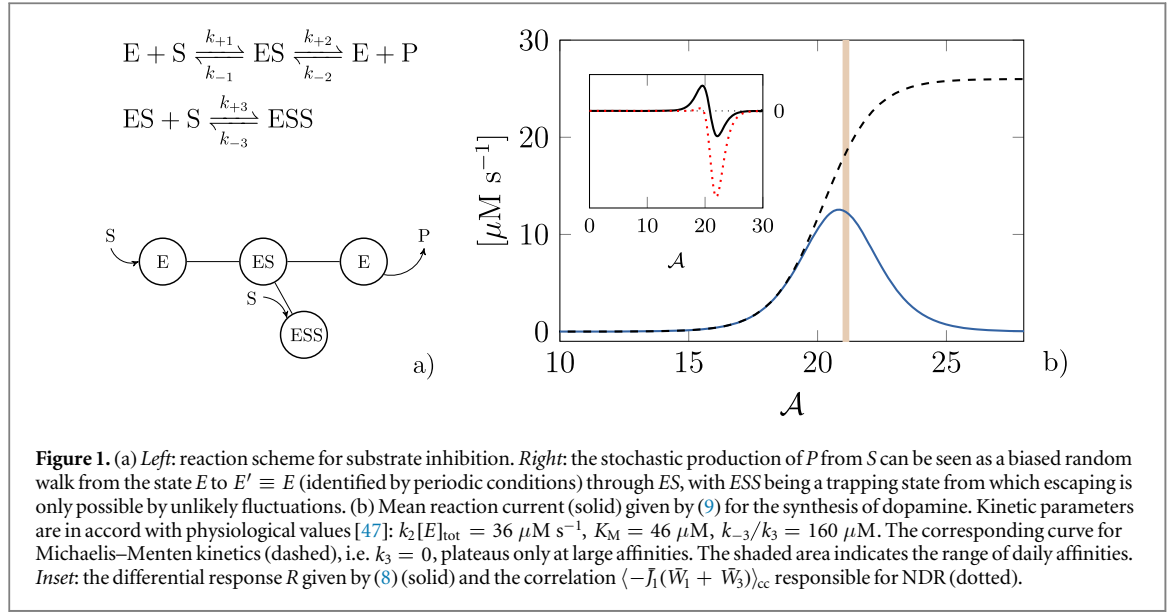 E + S ⇌ ES ⇌ E + P
k+1 k−1 k+2 k−2
ES + S ⇌ ESS
k+3 k−3
S E ES E P
S
ESS
a)
30
20
10
0
[μM s−1]
0
0 10 20 30
𝒜
10 15 20 25
𝒜
b)
Figure 1. (a) Left: reaction scheme for substrate inhibition. Right: the stochastic production of P from S can be seen as a biased random
walk from the state E to E′ ≡ E (identified by periodic conditions) through ES, with ESS being a trapping state from which escaping is
only possible by unlikely fluctuations. (b) Mean reaction current (solid) given by (9) for the synthesis of dopamine. Kinetic parameters
are in accord with physiological values [47]: k2[E]tot = 36 μM s−1, KM = 46 μM, k−3/k3 = 160 μM. The corresponding curve for
Michaelis–Menten kinetics (dashed), i.e. k3 = 0, plateaus only at large affinities. The shaded area indicates the range of daily affinities.
Inset: the differential response R given by (8) (solid) and the correlation ⟨−J̄1(W̄1 + W̄3)⟩cc responsible for NDR (dotted).